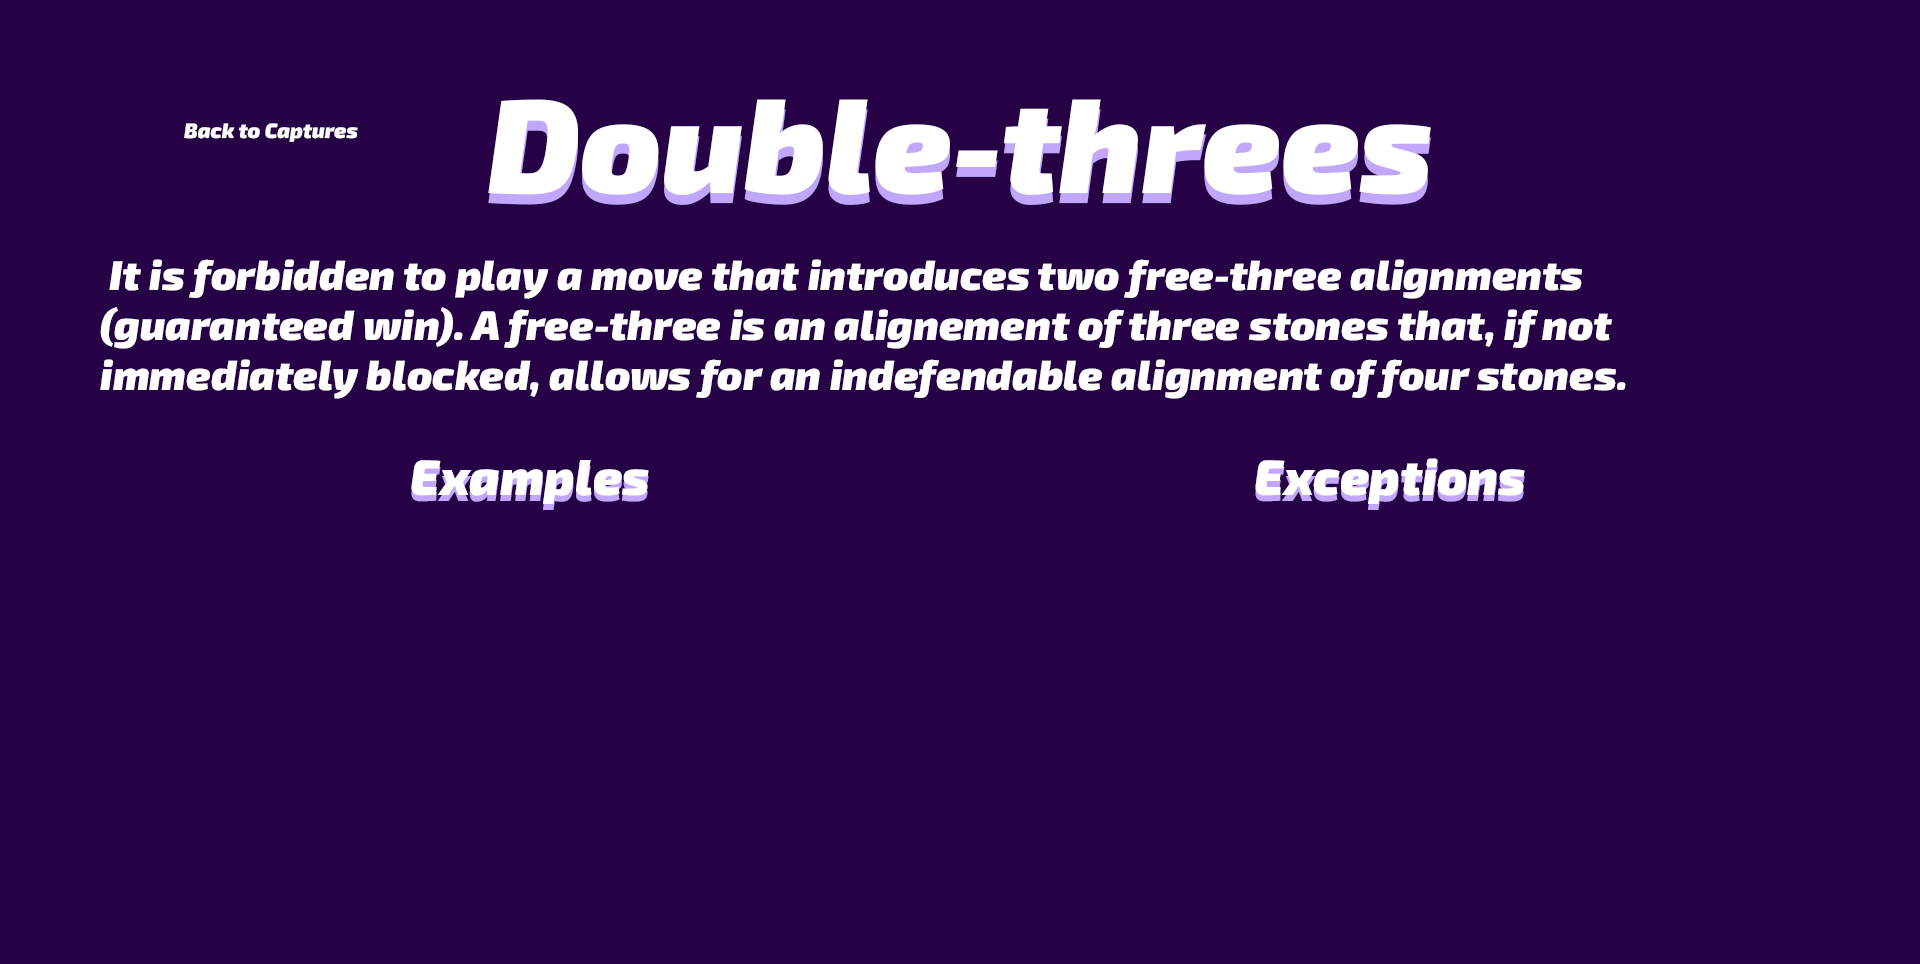 Back to Captures
Double-threes
It is forbidden to play a move that introduces two free-three alignments
(guaranteed win). A free-three is an alignement of three stones that, if not
immediately blocked, allows for an indefendable alignment of four stones.
Examples
Exceptions